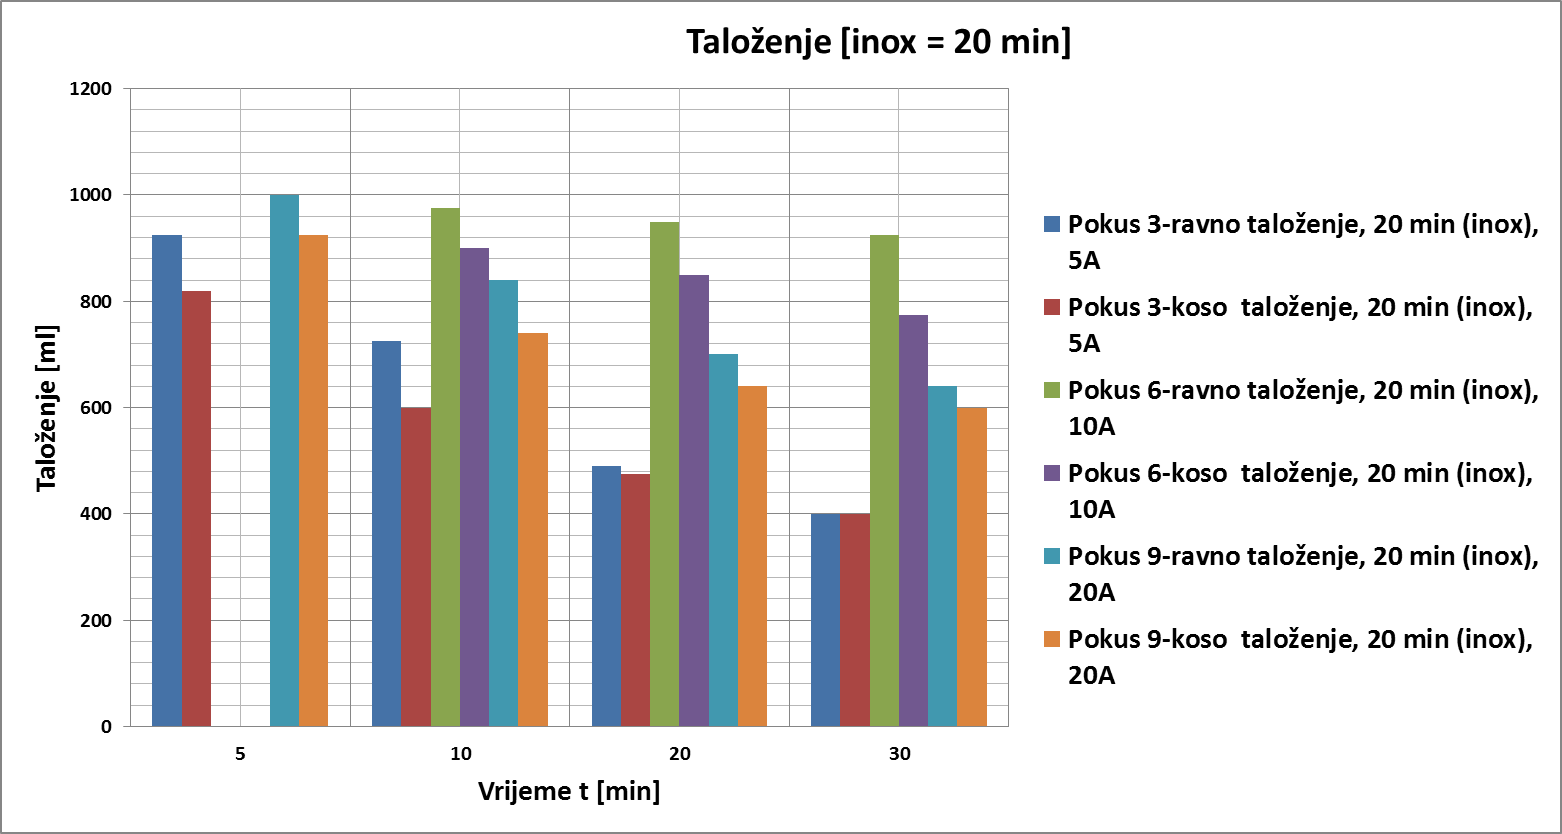 Taloženje [inox = 20 min]
1200
1000
800
600
400
200
0
Taloženje [ml]
5
10
20
30
Vrijeme t [min]
Pokus 3-ravno taloženje, 20 min (inox),
5A
Pokus 3-koso  taloženje, 20 min (inox),
5A
Pokus 6-ravno taloženje, 20 min (inox),
10A
Pokus 6-koso  taloženje, 20 min (inox),
10A
Pokus 9-ravno taloženje, 20 min (inox),
20A
Pokus 9-koso  taloženje, 20 min (inox),
20A